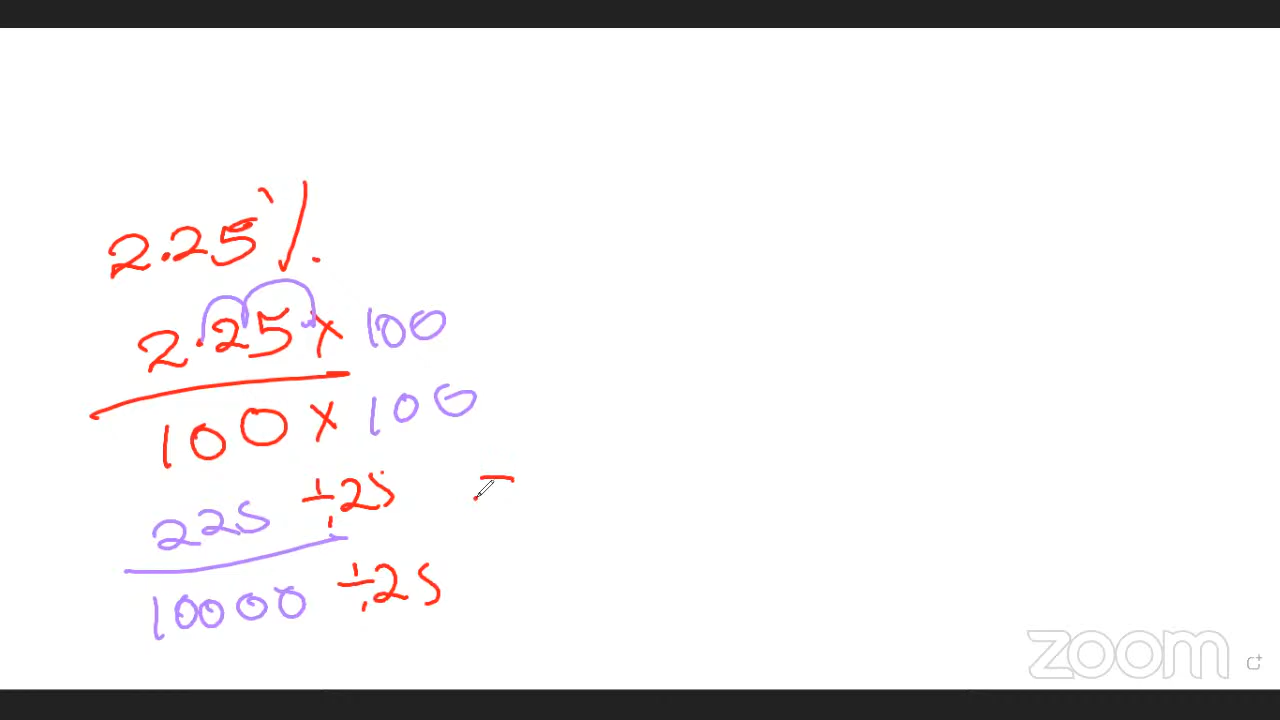 2.25%
2.25 x 100
100 x 100
225 ÷25
10000 ÷25
zoom